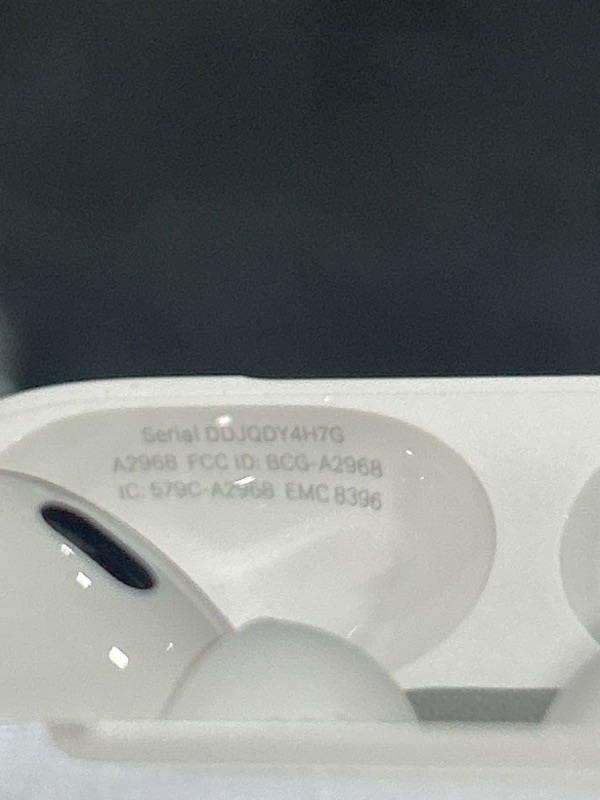 Serial DDJQDY4H7G
A2968 FCC ID: BCG-A2968
IC: 579C-A2968 EMC 8396